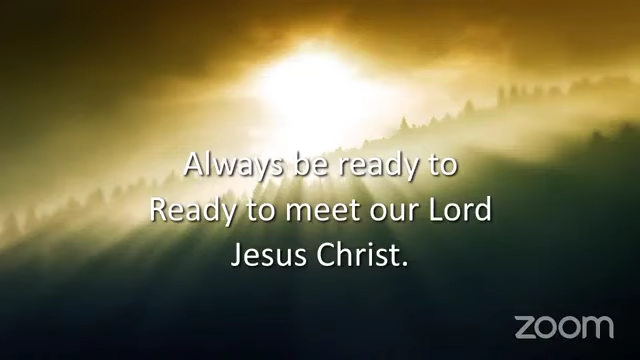 Always be ready to
Ready to meet our Lord
Jesus Christ.
zoom